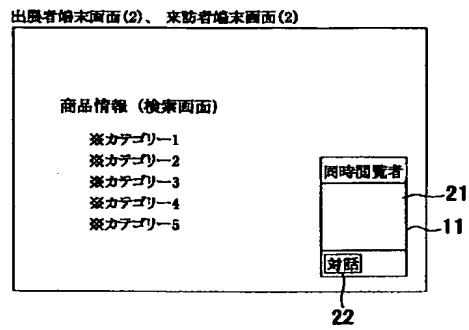 出展者端末画面(2)、来訪者端末画面(2)
商品情報 (検索画面)
※カテゴリー1
※カテゴリー2
※カテゴリー3
※カテゴリー4
※カテゴリー5
同時閲覧者
21
11
対話
22